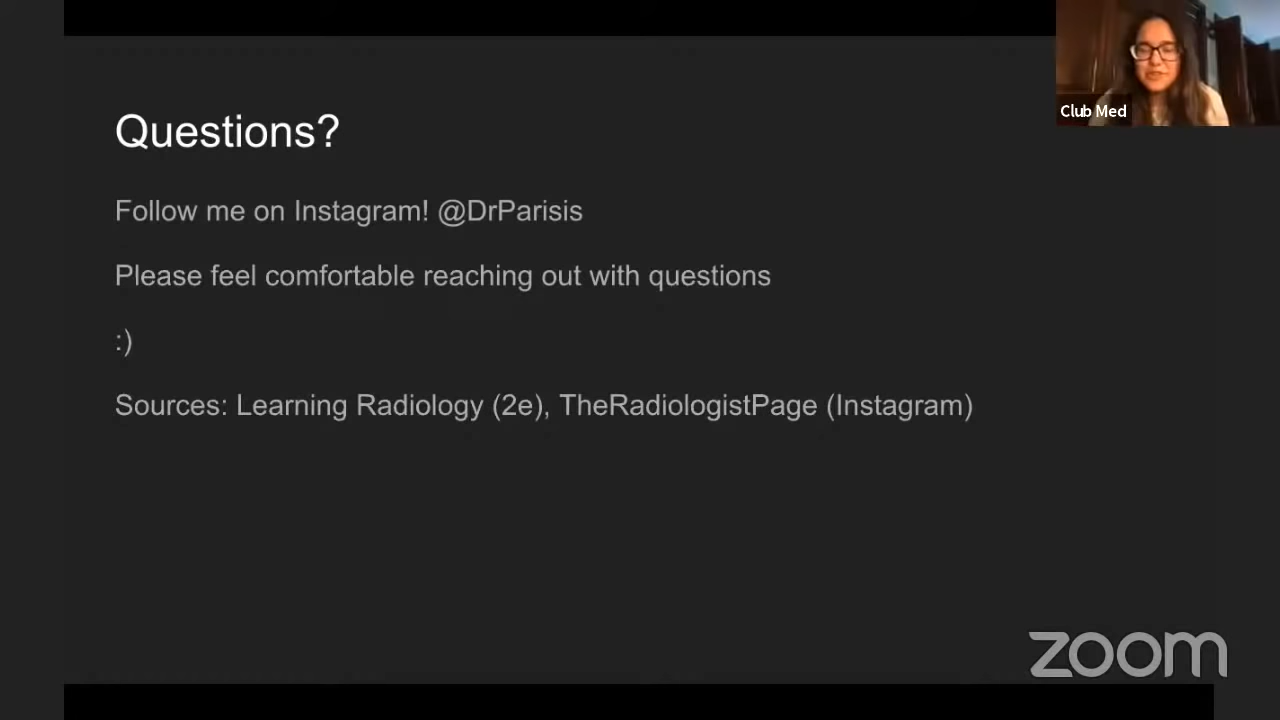 Questions?
Follow me on Instagram! @DrParisis
Please feel comfortable reaching out with questions
:)
Sources: Learning Radiology (2e), TheRadiologistPage (Instagram)
Club Med
zoom